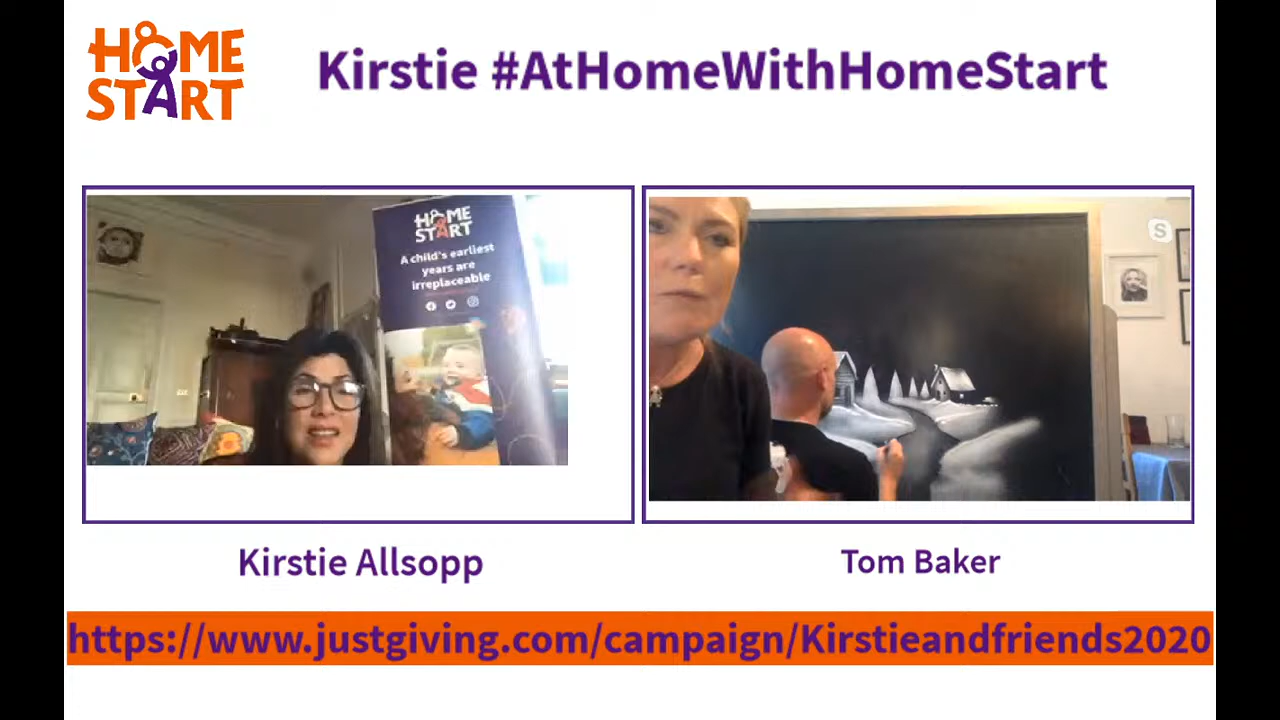 HOME
START
Kirstie #AtHomeWithHomeStart
HOME
START
A child's earliest
years are
irreplaceable
S
Kirstie Allsopp
Tom Baker
https://www.justgiving.com/campaign/Kirstieandfriends2020